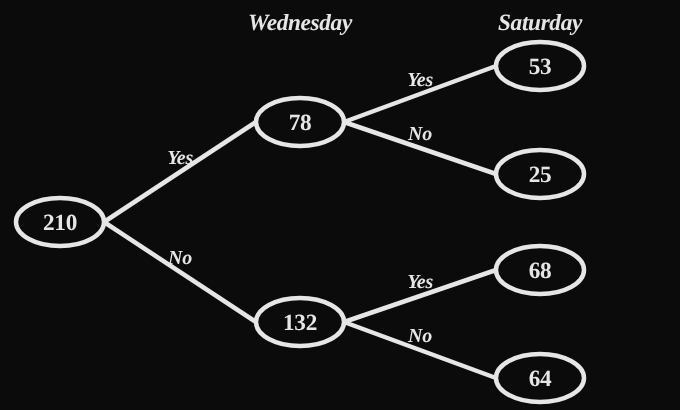 Wednesday Saturday
53
Yes
78
No
Yes
25
210
No
68
Yes
132
No
64